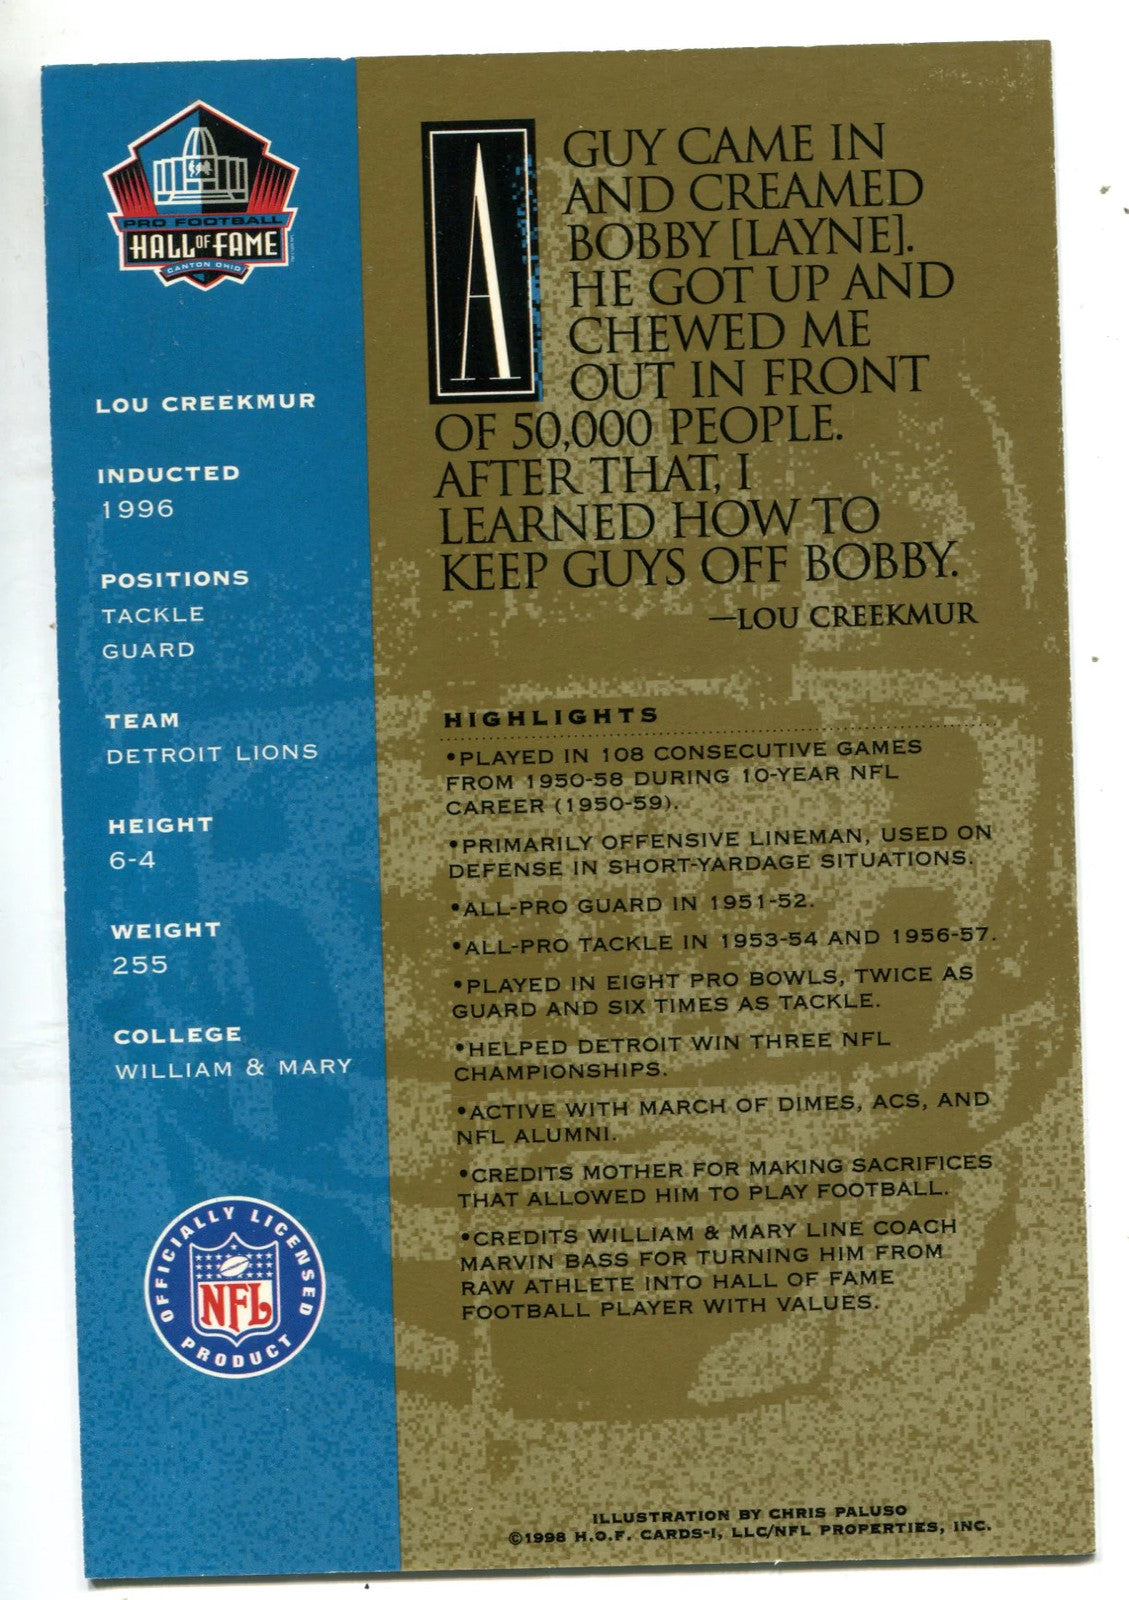 PRO FOOTBALL
HALL OF FAME
CANTON OHIO
LOU CREEKMUR
INDUCTED
1996
POSITIONS
TACKLE
GUARD
TEAM
DETROIT LIONS
HEIGHT
6-4
WEIGHT
255
COLLEGE
WILLIAM & MARY
OFFICIALLY LICENSED
NFL
PRODUCT
A GUY CAME IN
AND CREAMED
BOBBY [LAYNE].
HE GOT UP AND
CHEWED ME
OUT IN FRONT
OF 50,000 PEOPLE.
AFTER THAT, I
LEARNED HOW TO
KEEP GUYS OFF BOBBY.
—LOU CREEKMUR
HIGHLIGHTS
•PLAYED IN 108 CONSECUTIVE GAMES
FROM 1950-58 DURING 10-YEAR NFL
CAREER (1950-59).
•PRIMARILY OFFENSIVE LINEMAN, USED ON
DEFENSE IN SHORT-YARDAGE SITUATIONS.
•ALL-PRO GUARD IN 1951-52.
•ALL-PRO TACKLE IN 1953-54 AND 1956-57.
•PLAYED IN EIGHT PRO BOWLS, TWICE AS
GUARD AND SIX TIMES AS TACKLE.
•HELPED DETROIT WIN THREE NFL
CHAMPIONSHIPS.
•ACTIVE WITH MARCH OF DIMES, ACS, AND
NFL ALUMNI.
•CREDITS MOTHER FOR MAKING SACRIFICES
THAT ALLOWED HIM TO PLAY FOOTBALL.
•CREDITS WILLIAM & MARY LINE COACH
MARVIN BASS FOR TURNING HIM FROM
RAW ATHLETE INTO HALL OF FAME
FOOTBALL PLAYER WITH VALUES.
ILLUSTRATION BY CHRIS PALUSO
©1998 H.O.F. CARDS-I, LLC/NFL PROPERTIES, INC.